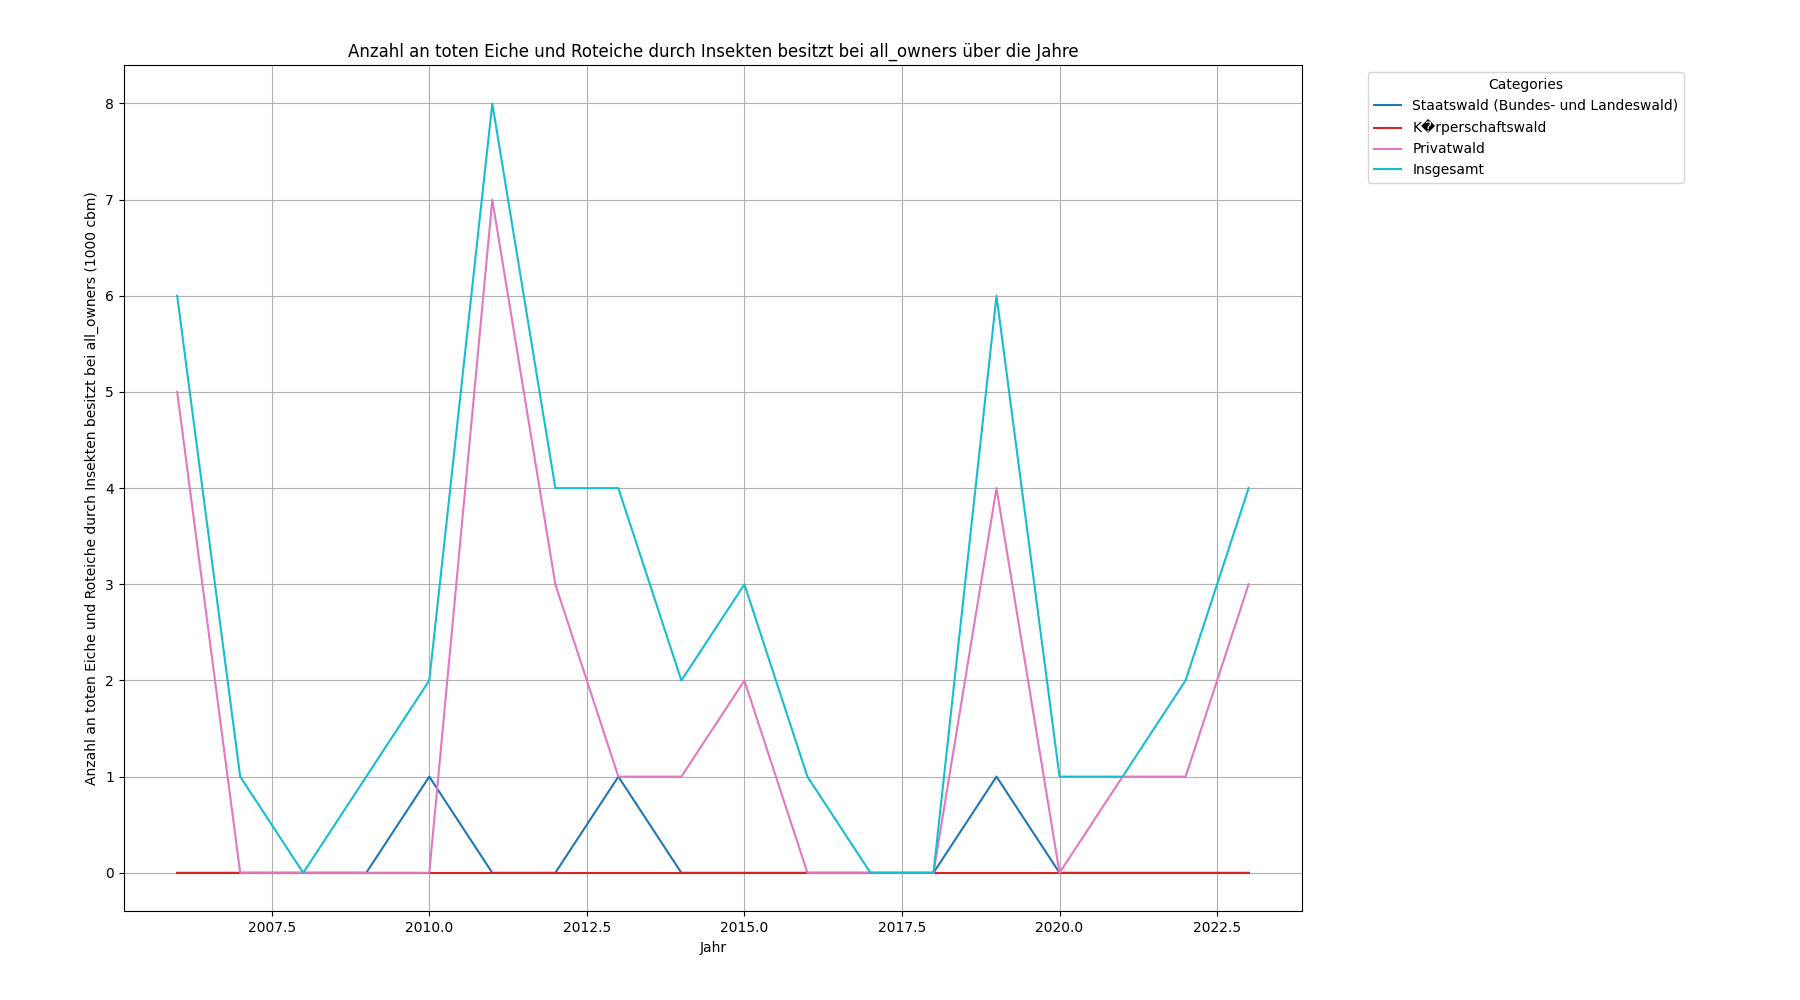 Anzahl an toten Eiche und Roteiche durch Insekten besitzt bei all_owners über die Jahre
Anzahl an toten Eiche und Roteiche durch Insekten besitzt bei all_owners (1000 cbm)
8
7
6
5
4
3
2
1
0
2007.5
2010.0
2012.5
2015.0
2017.5
2020.0
2022.5
Jahr
Categories
Staatswald (Bundes- und Landeswald)
K�rperschaftswald
Privatwald
Insgesamt